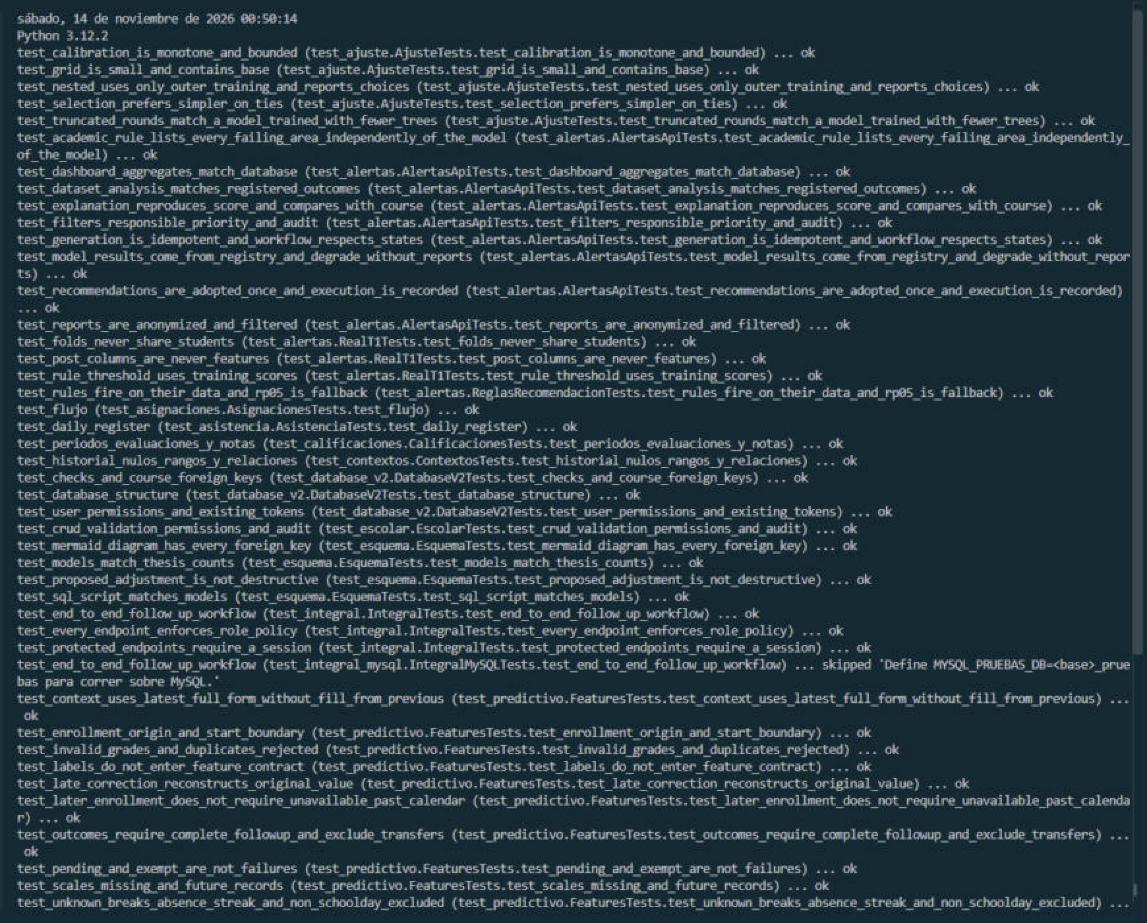 sábado, 14 de noviembre de 2026 00:50:14
Python 3.12.2
test_calibration_is_monotone_and_bounded (test_ajuste.AjusteTests.test_calibration_is_monotone_and_bounded) ... ok
test_grid_is_small_and_contains_base (test_ajuste.AjusteTests.test_grid_is_small_and_contains_base) ... ok
test_nested_uses_only_outer_training_and_reports_choices (test_ajuste.AjusteTests.test_nested_uses_only_outer_training_and_reports_choices) ... ok
test_selection_prefers_simpler_on_ties (test_ajuste.AjusteTests.test_selection_prefers_simpler_on_ties) ... ok
test_truncated_rounds_match_a_model_trained_with_fewer_trees (test_ajuste.AjusteTests.test_truncated_rounds_match_a_model_trained_with_fewer_trees) ... ok
test_academic_rule_lists_every_failing_area_independently_of_the_model (test_alertas.AlertasApiTests.test_academic_rule_lists_every_failing_area_independently_
of_the_model) ... ok
test_dashboard_aggregates_match_database (test_alertas.AlertasApiTests.test_dashboard_aggregates_match_database) ... ok
test_dataset_analysis_matches_registered_outcomes (test_alertas.AlertasApiTests.test_dataset_analysis_matches_registered_outcomes) ... ok
test_explanation_reproduces_score_and_compares_with_course (test_alertas.AlertasApiTests.test_explanation_reproduces_score_and_compares_with_course) ... ok
test_filters_responsible_priority_and_audit (test_alertas.AlertasApiTests.test_filters_responsible_priority_and_audit) ... ok
test_generation_is_idempotent_and_workflow_respects_states (test_alertas.AlertasApiTests.test_generation_is_idempotent_and_workflow_respects_states) ... ok
test_model_results_come_from_registry_and_degrade_without_reports (test_alertas.AlertasApiTests.test_model_results_come_from_registry_and_degrade_without_repor
ts) ... ok
test_recommendations_are_adopted_once_and_execution_is_recorded (test_alertas.AlertasApiTests.test_recommendations_are_adopted_once_and_execution_is_recorded)
... ok
test_reports_are_anonymized_and_filtered (test_alertas.AlertasApiTests.test_reports_are_anonymized_and_filtered) ... ok
test_folds_never_share_students (test_alertas.RealT1Tests.test_folds_never_share_students) ... ok
test_post_columns_are_never_features (test_alertas.RealT1Tests.test_post_columns_are_never_features) ... ok
test_rule_threshold_uses_training_scores (test_alertas.RealT1Tests.test_rule_threshold_uses_training_scores) ... ok
test_rules_fire_on_their_data_and_rp05_is_fallback (test_alertas.ReglasRecomendacionTests.test_rules_fire_on_their_data_and_rp05_is_fallback) ... ok
test_flujo (test_asignaciones.AsignacionesTests.test_flujo) ... ok
test_daily_register (test_asistencia.AsistenciaTests.test_daily_register) ... ok
test_periodos_evaluaciones_y_notas (test_calificaciones.CalificacionesTests.test_periodos_evaluaciones_y_notas) ... ok
test_historial_nulos_rangos_y_relaciones (test_contextos.ContextosTests.test_historial_nulos_rangos_y_relaciones) ... ok
test_checks_and_course_foreign_keys (test_database_v2.DatabaseV2Tests.test_checks_and_course_foreign_keys) ... ok
test_database_structure (test_database_v2.DatabaseV2Tests.test_database_structure) ... ok
test_user_permissions_and_existing_tokens (test_database_v2.DatabaseV2Tests.test_user_permissions_and_existing_tokens) ... ok
test_crud_validation_permissions_and_audit (test_escolar.EscolarTests.test_crud_validation_permissions_and_audit) ... ok
test_mermaid_diagram_has_every_foreign_key (test_esquema.EsquemaTests.test_mermaid_diagram_has_every_foreign_key) ... ok
test_models_match_thesis_counts (test_esquema.EsquemaTests.test_models_match_thesis_counts) ... ok
test_proposed_adjustment_is_not_destructive (test_esquema.EsquemaTests.test_proposed_adjustment_is_not_destructive) ... ok
test_sql_script_matches_models (test_esquema.EsquemaTests.test_sql_script_matches_models) ... ok
test_end_to_end_follow_up_workflow (test_integral.IntegralTests.test_end_to_end_follow_up_workflow) ... ok
test_every_endpoint_enforces_role_policy (test_integral.IntegralTests.test_every_endpoint_enforces_role_policy) ... ok
test_protected_endpoints_require_a_session (test_integral.IntegralTests.test_protected_endpoints_require_a_session) ... ok
test_end_to_end_follow_up_workflow (test_integral_mysql.IntegralMySQLTests.test_end_to_end_follow_up_workflow) ... skipped 'Define MYSQL_PRUEBAS_DB=<base>_prue
bas para correr sobre MySQL.'
test_context_uses_latest_full_form_without_fill_from_previous (test_predictivo.FeaturesTests.test_context_uses_latest_full_form_without_fill_from_previous) ...
ok
test_enrollment_origin_and_start_boundary (test_predictivo.FeaturesTests.test_enrollment_origin_and_start_boundary) ... ok
test_invalid_grades_and_duplicates_rejected (test_predictivo.FeaturesTests.test_invalid_grades_and_duplicates_rejected) ... ok
test_labels_do_not_enter_feature_contract (test_predictivo.FeaturesTests.test_labels_do_not_enter_feature_contract) ... ok
test_late_correction_reconstructs_original_value (test_predictivo.FeaturesTests.test_late_correction_reconstructs_original_value) ... ok
test_later_enrollment_does_not_require_unavailable_past_calendar (test_predictivo.FeaturesTests.test_later_enrollment_does_not_require_unavailable_past_calenda
r) ... ok
test_outcomes_require_complete_followup_and_exclude_transfers (test_predictivo.FeaturesTests.test_outcomes_require_complete_followup_and_exclude_transfers) ...
ok
test_pending_and_exempt_are_not_failures (test_predictivo.FeaturesTests.test_pending_and_exempt_are_not_failures) ... ok
test_scales_missing_and_future_records (test_predictivo.FeaturesTests.test_scales_missing_and_future_records) ... ok
test_unknown_breaks_absence_streak_and_non_schoolday_excluded (test_predictivo.FeaturesTests.test_unknown_breaks_absence_streak_and_non_schoolday_excluded) ...